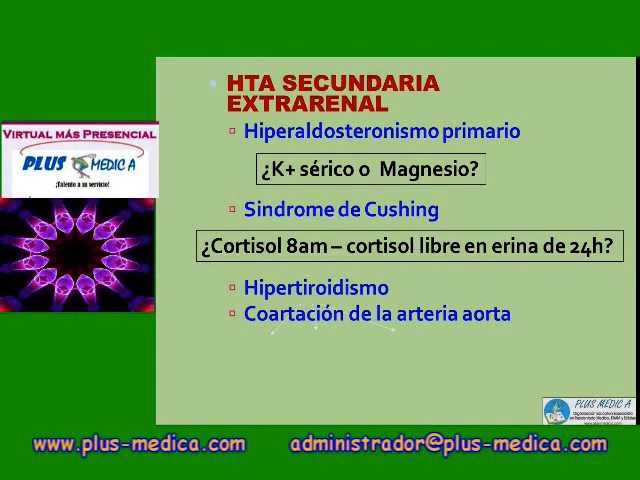 HTA SECUNDARIA
EXTRARENAL
Hiperaldosteronismo primario
¿K+ sérico o Magnesio?
Sindrome de Cushing
¿Cortisol 8am – cortisol libre en erina de 24h?
Hipertiroidismo
Coartación de la arteria aorta
VIRTUAL MÁS PRESENCIAL
PLUS MEDICA
¡Talento a su servicio!
PLUS MEDICA
www.plus-medica.com administrador@plus-medica.com